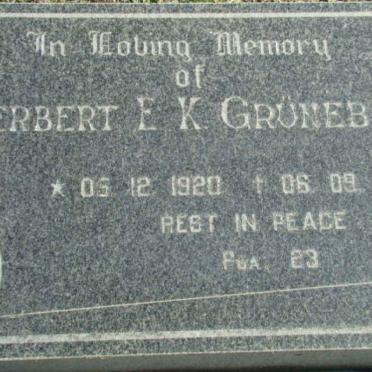 In Loving Memory
of
ERBERT E K GRÜNEB
* 05 12 1920 † 06 09
REST IN PEACE
PSA. 23